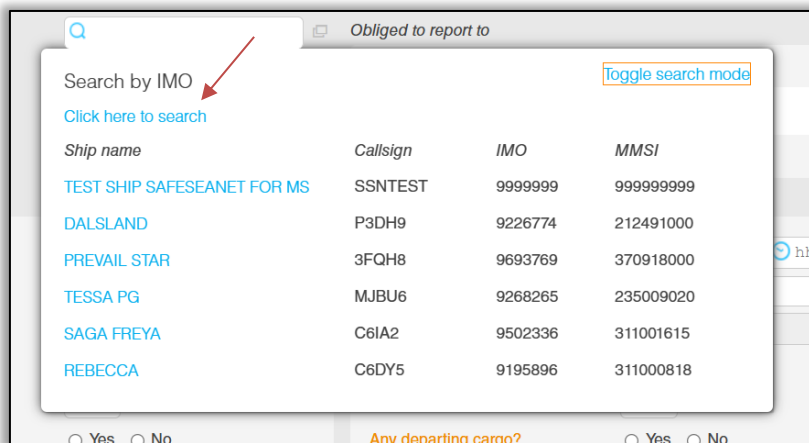 Obliged to report to
Search by IMO
Toggle search mode
Click here to search
Ship name Callsign IMO MMSI
TEST SHIP SAFESEANET FOR MS SSNTEST 9999999 999999999
DALSLAND P3DH9 9226774 212491000
PREVAIL STAR 3FQH8 9693769 370918000
TESSA PG MJBU6 9268265 235009020
SAGA FREYA C6IA2 9502336 311001615
REBECCA C6DY5 9195896 311000818
Yes No Any departing cargo? Yes No